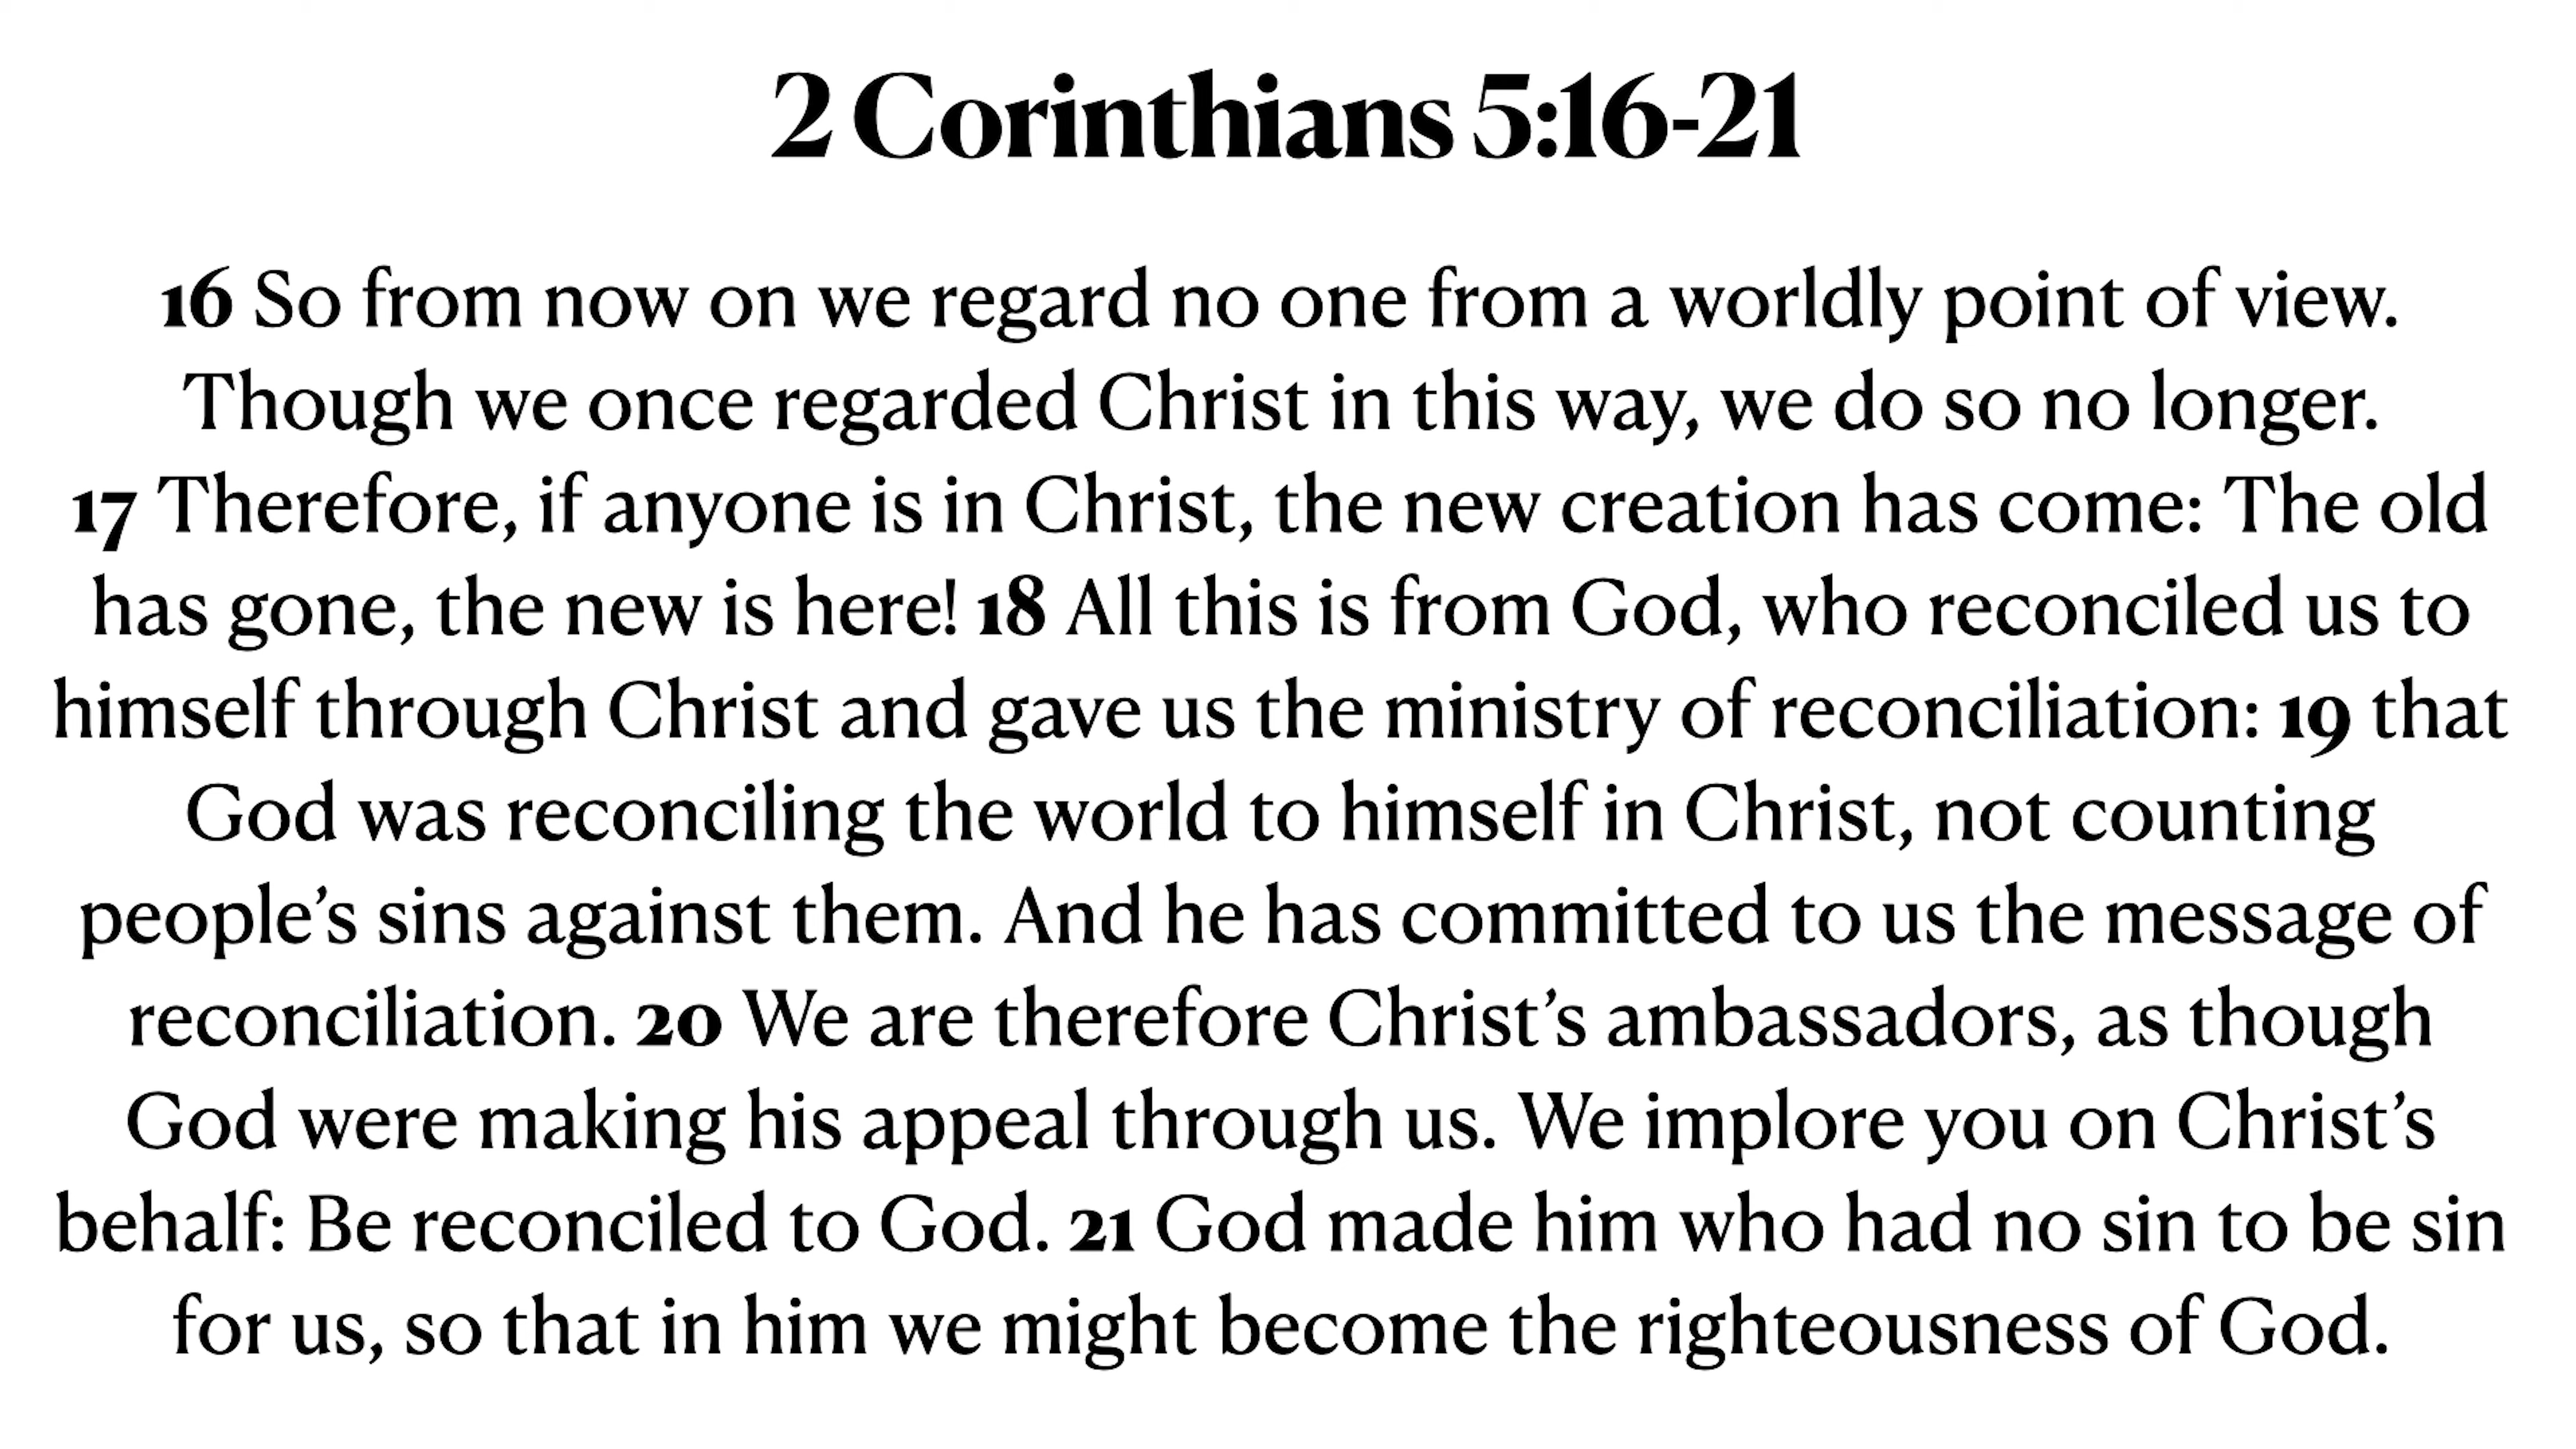 2 Corinthians 5:16-21
16 So from now on we regard no one from a worldly point of view.
Though we once regarded Christ in this way, we do so no longer.
17 Therefore, if anyone is in Christ, the new creation has come: The old
has gone, the new is here! 18 All this is from God, who reconciled us to
himself through Christ and gave us the ministry of reconciliation: 19 that
God was reconciling the world to himself in Christ, not counting
people’s sins against them. And he has committed to us the message of
reconciliation. 20 We are therefore Christ’s ambassadors, as though
God were making his appeal through us. We implore you on Christ’s
behalf: Be reconciled to God. 21 God made him who had no sin to be sin
for us, so that in him we might become the righteousness of God.